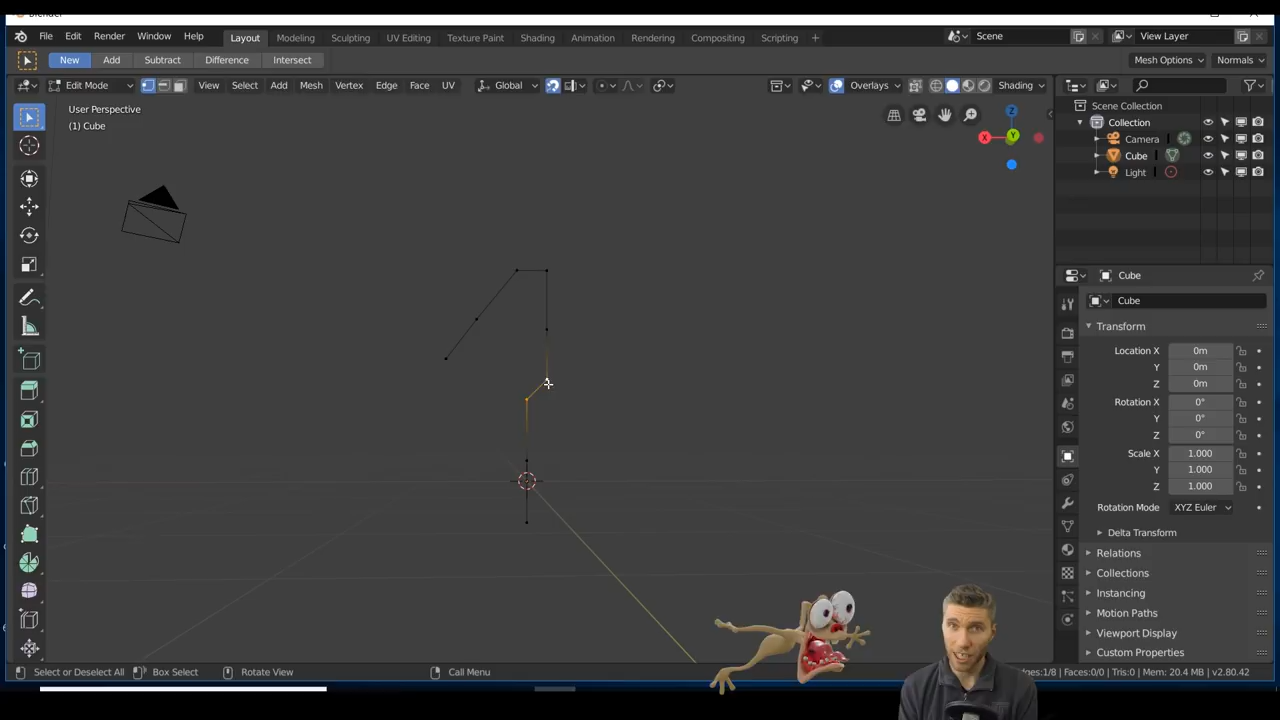 Blender
File Edit Render Window Help
Layout Modeling Sculpting UV Editing Texture Paint Shading Animation Rendering Compositing Scripting +
Scene View Layer
New Add Subtract Difference Intersect
Mesh Options Normals
Edit Mode View Select Add Mesh Vertex Edge Face UV Global Overlays Shading
User Perspective
(1) Cube
Z
X Y
Scene Collection
Collection
Camera
Cube
Light
Cube
Cube
Transform
Location X 0m
Y 0m
Z 0m
Rotation X 0°
Y 0°
Z 0°
Scale X 1.000
Y 1.000
Z 1.000
Rotation Mode XYZ Euler
Delta Transform
Relations
Collections
Instancing
Motion Paths
Viewport Display
Custom Properties
Select or Deselect All Box Select Rotate View Call Menu
Faces:0/0 | Tris:0 | Mem: 20.4 MB | v2.80.42